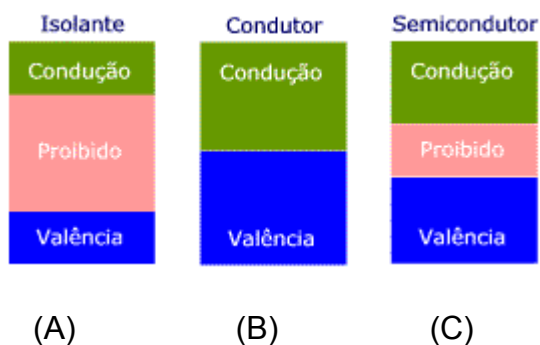 Isolante Condutor Semicondutor
Condução Condução Condução
Proibido Proibido
Valência Valência Valência
(A) (B) (C)